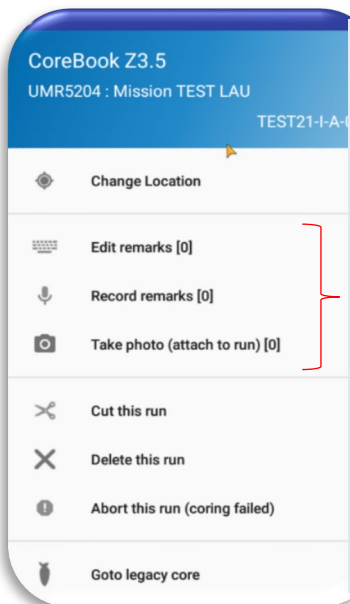 CoreBook Z3.5
UMR5204 : Mission TEST LAU
TEST21-I-A-
Change Location
Edit remarks [0]
Record remarks [0]
Take photo (attach to run) [0]
Cut this run
Delete this run
Abort this run (coring failed)
Goto legacy core